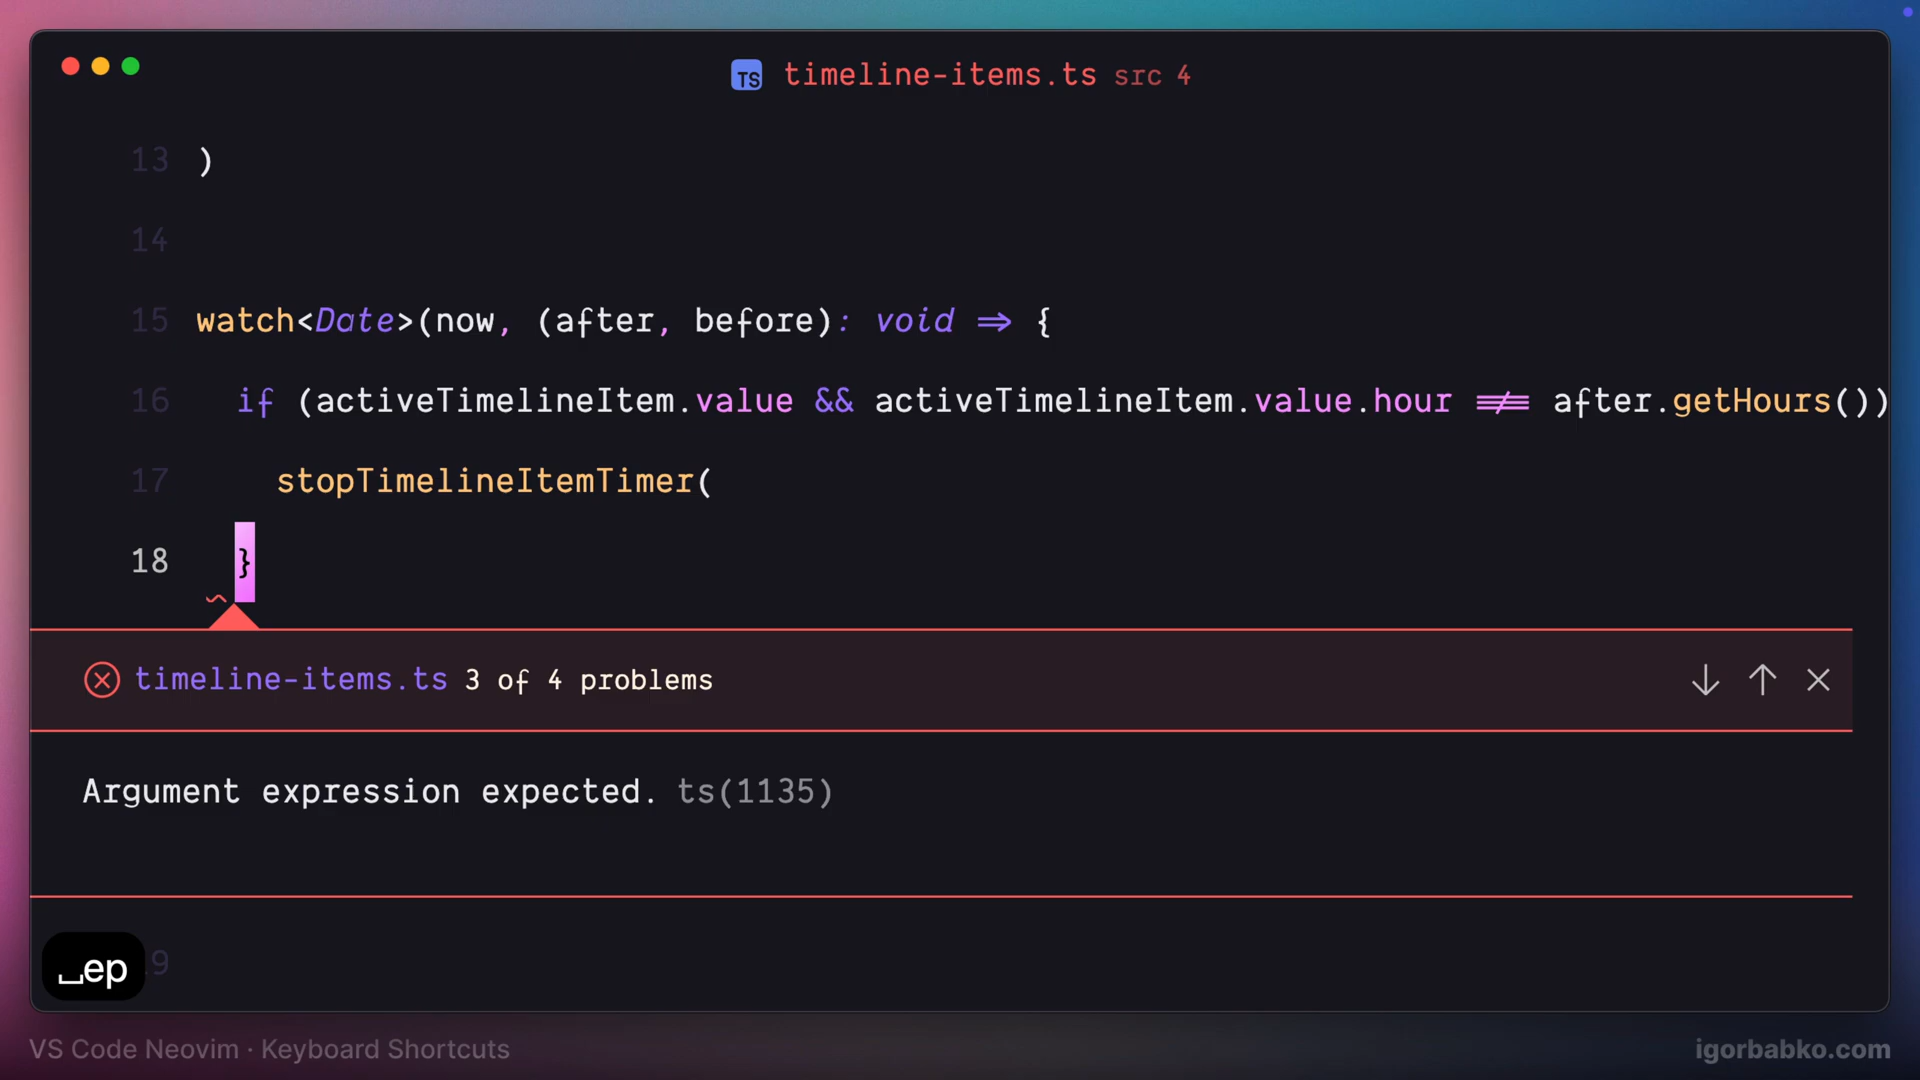 TS timeline-items.ts src 4
13 )
14
15 watch<Date>(now, (after, before): void => {
16 if (activeTimelineItem.value && activeTimelineItem.value.hour !== after.getHours())
17 stopTimelineItemTimer(
18 }
timeline-items.ts 3 of 4 problems
Argument expression expected. ts(1135)
␣ep 9
VS Code Neovim · Keyboard Shortcuts
igorbabko.com